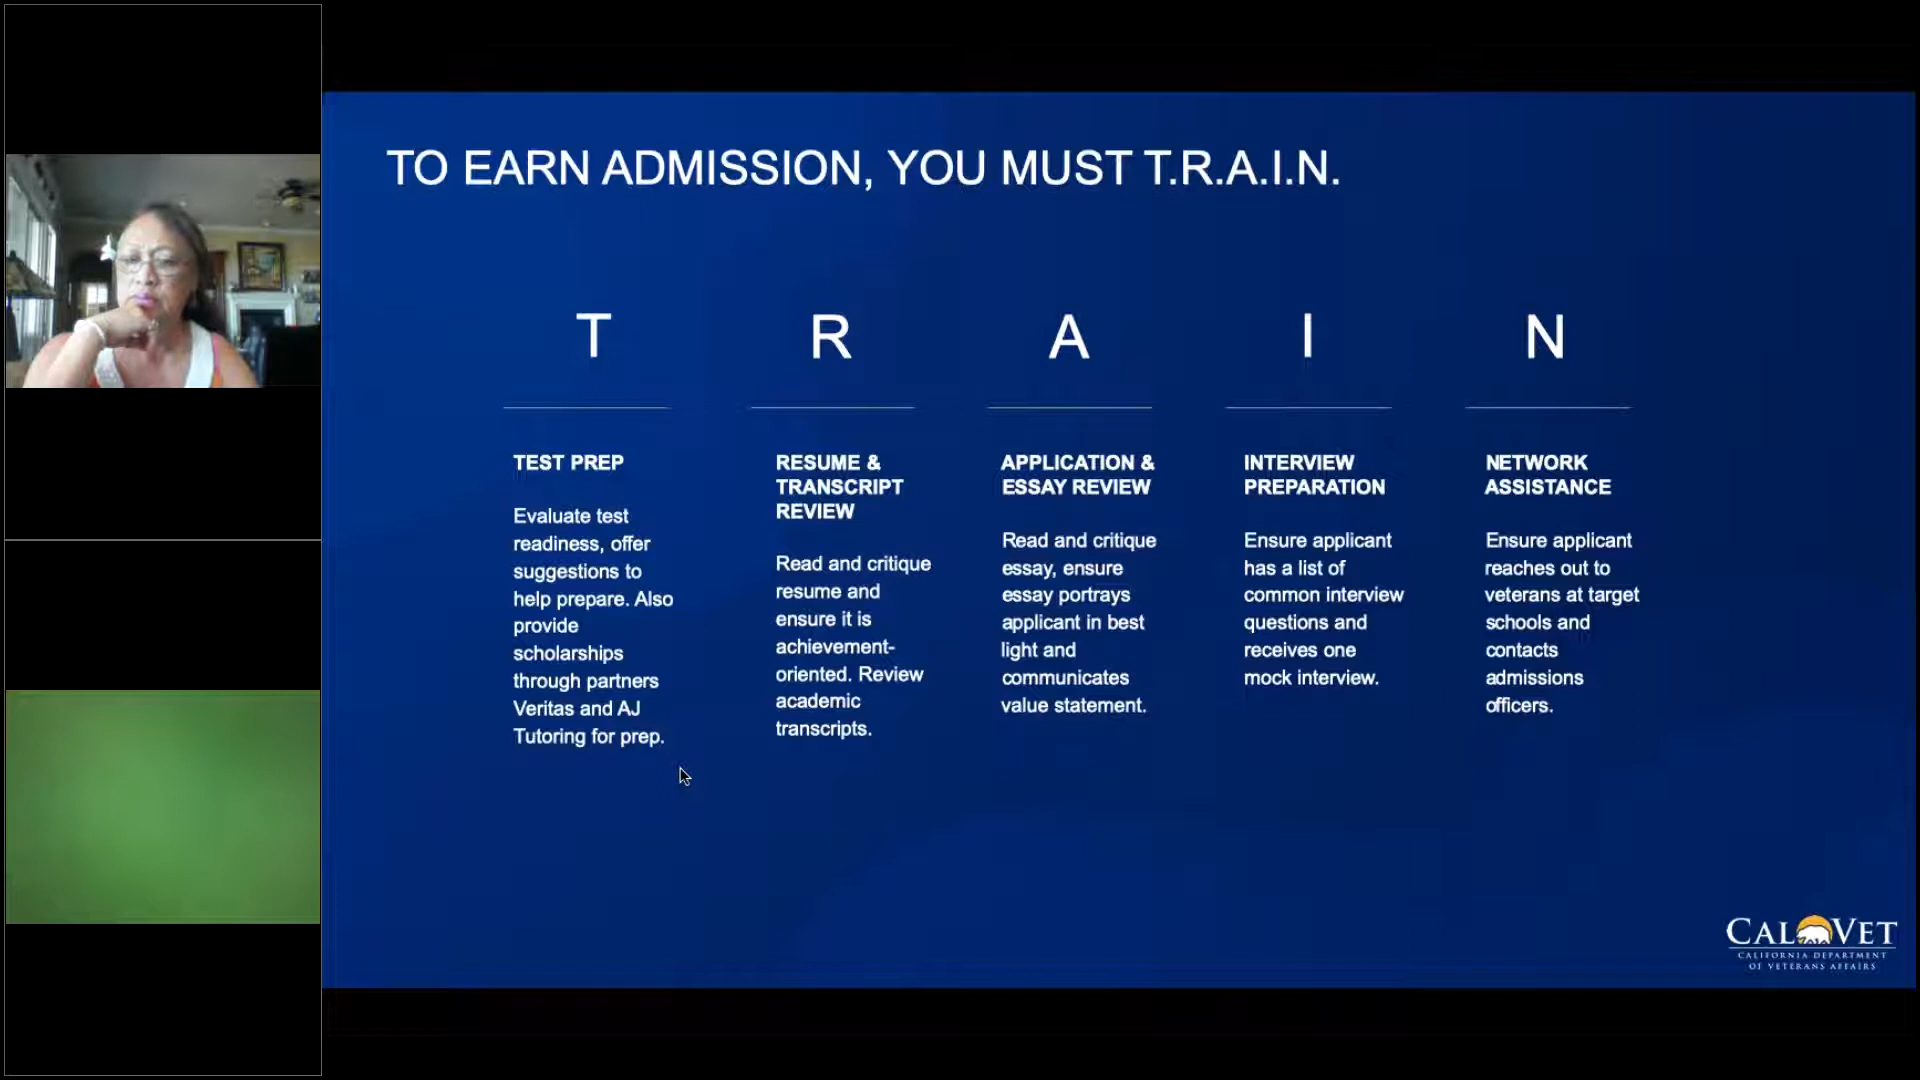 TO EARN ADMISSION, YOU MUST T.R.A.I.N.
T
R
A
I
N
TEST PREP
Evaluate test
readiness, offer
suggestions to
help prepare. Also
provide
scholarships
through partners
Veritas and AJ
Tutoring for prep.
RESUME &
TRANSCRIPT
REVIEW
Read and critique
resume and
ensure it is
achievement-
oriented. Review
academic
transcripts.
APPLICATION &
ESSAY REVIEW
Read and critique
essay, ensure
essay portrays
applicant in best
light and
communicates
value statement.
INTERVIEW
PREPARATION
Ensure applicant
has a list of
common interview
questions and
receives one
mock interview.
NETWORK
ASSISTANCE
Ensure applicant
reaches out to
veterans at target
schools and
contacts
admissions
officers.
CALVET
CALIFORNIA DEPARTMENT
OF VETERANS AFFAIRS